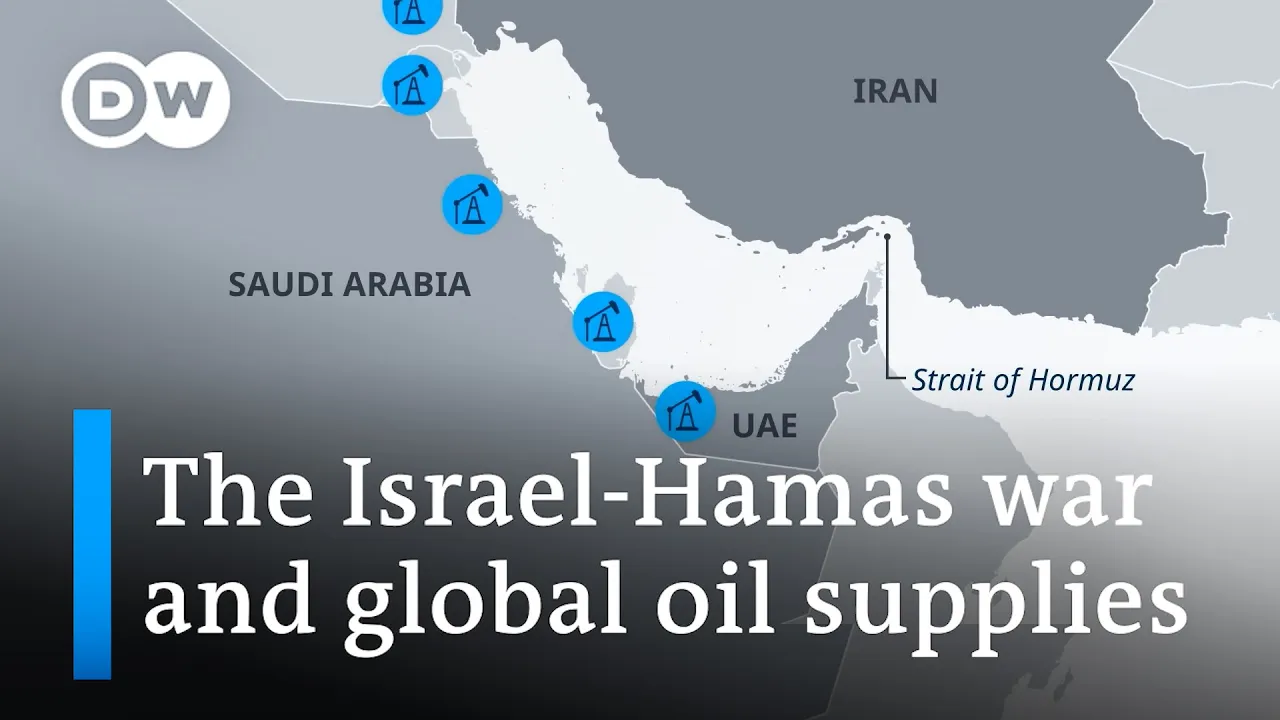 DW
IRAN
SAUDI ARABIA
Strait of Hormuz
UAE
The Israel-Hamas war
and global oil supplies